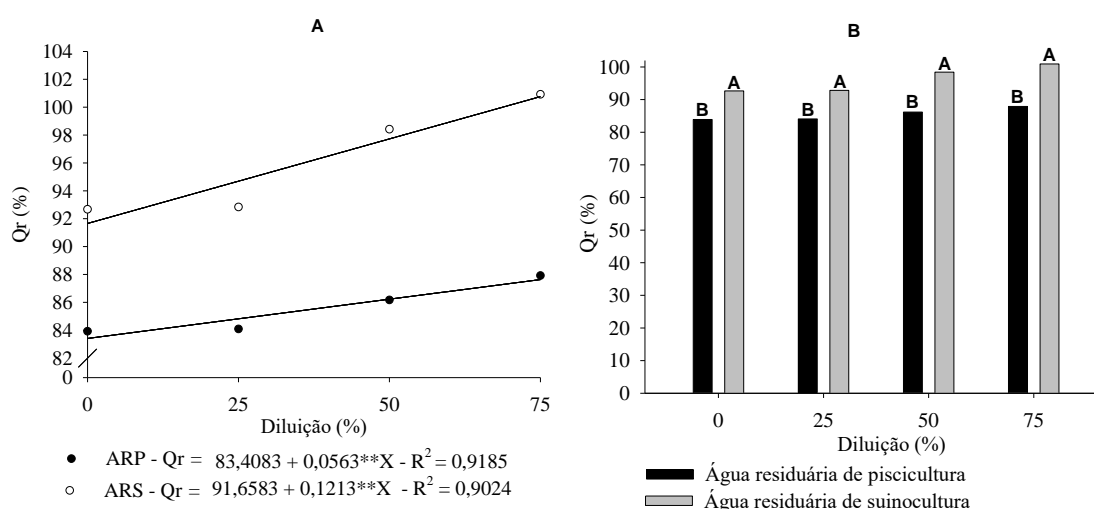 A
104
102
100
98
96
94
92
90
88
86
84
82
0
Qr (%)
0 25 50 75
Diluição (%)
ARP - Qr = 83,4083 + 0,0563**X - R² = 0,9185
ARS - Qr = 91,6583 + 0,1213**X - R² = 0,9024
B
100
90
80
70
60
50
40
30
20
10
0
Qr (%)
B A B A B A B A
0 25 50 75
Diluição (%)
Água residuária de piscicultura
Água residuária de suinocultura